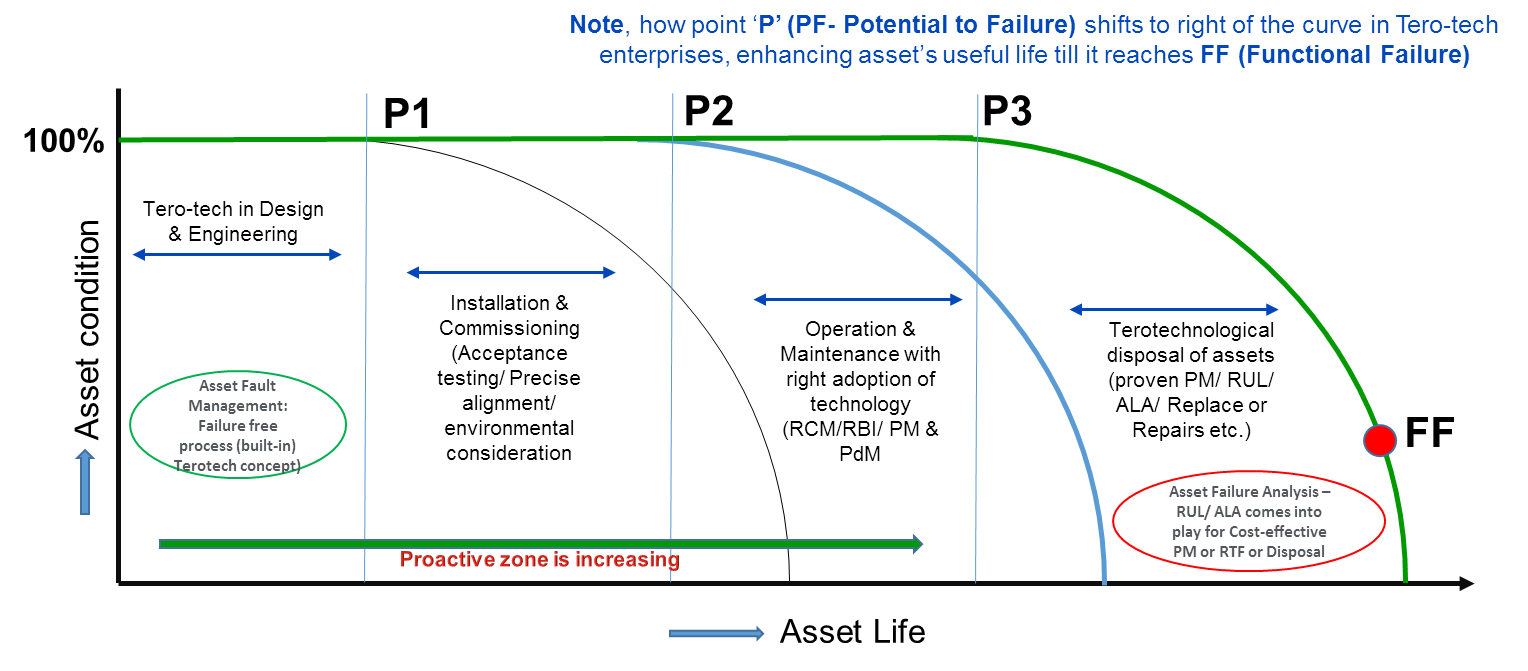 Note, how point ‘P’ (PF- Potential to Failure) shifts to right of the curve in Tero-tech
enterprises, enhancing asset’s useful life till it reaches FF (Functional Failure)
P1
P2
P3
100%
Asset condition
Tero-tech in Design
& Engineering
Asset Fault
Management:
Failure free
process (built-in)
Terotech concept)
Installation &
Commissioning
(Acceptance
testing/ Precise
alignment/
environmental
consideration
Operation &
Maintenance with
right adoption of
technology
(RCM/RBI/ PM &
PdM
Terotechnological
disposal of assets
(proven PM/ RUL/
ALA/ Replace or
Repairs etc.)
FF
Asset Failure Analysis –
RUL/ ALA comes into
play for Cost-effective
PM or RTF or Disposal
Proactive zone is increasing
Asset Life